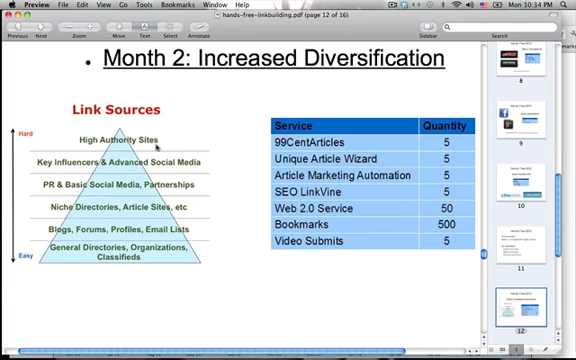 Preview File Edit View Go Tools Bookmarks Window Help
Mon 10:34 PM
hands-free-linkbuilding.pdf (page 12 of 16)
Previous Next Zoom Move Text Select Annotate Sidebar Search
• Month 2: Increased Diversification
Link Sources
Hard
High Authority Sites
Key Influencers & Advanced Social Media
PR & Basic Social Media, Partnerships
Niche Directories, Article Sites, etc
Blogs, Forums, Profiles, Email Lists
General Directories, Organizations,
Classifieds
Easy
Service Quantity
99CentArticles 5
Unique Article Wizard 5
Article Marketing Automation 5
SEO LinkVine 5
Web 2.0 Service 50
Bookmarks 500
Video Submits 5
8
9
10
11
12